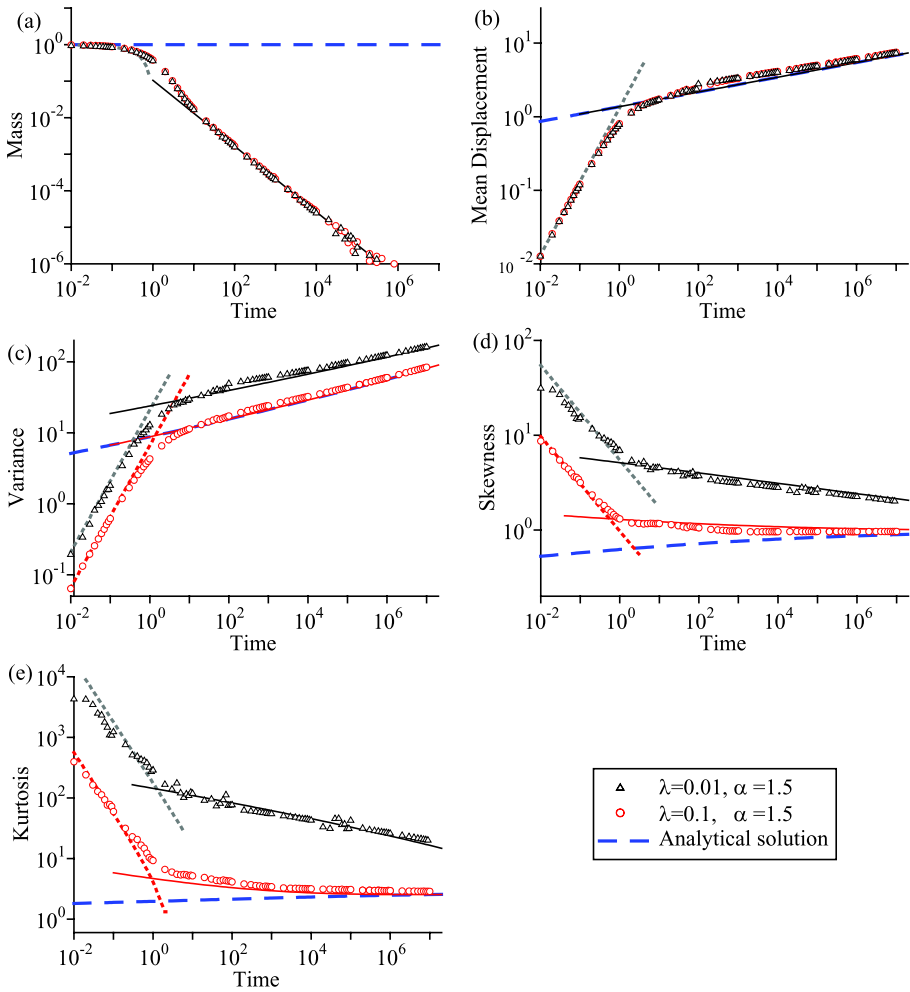 (a)
Mass
10^0
10^-2
10^-4
10^-6
10^-2 10^0 10^2 10^4 10^6
Time
(b)
Mean Displacement
10^1
10^0
10^-1
10^-2
10^-2 10^0 10^2 10^4 10^6
Time
(c)
Variance
10^2
10^1
10^0
10^-1
10^-2 10^0 10^2 10^4 10^6
Time
(d)
Skewness
10^2
10^1
10^0
10^-2 10^0 10^2 10^4 10^6
Time
(e)
Kurtosis
10^4
10^3
10^2
10^1
10^0
10^-2 10^0 10^2 10^4 10^6
Time
λ=0.01, α =1.5
λ=0.1, α =1.5
Analytical solution